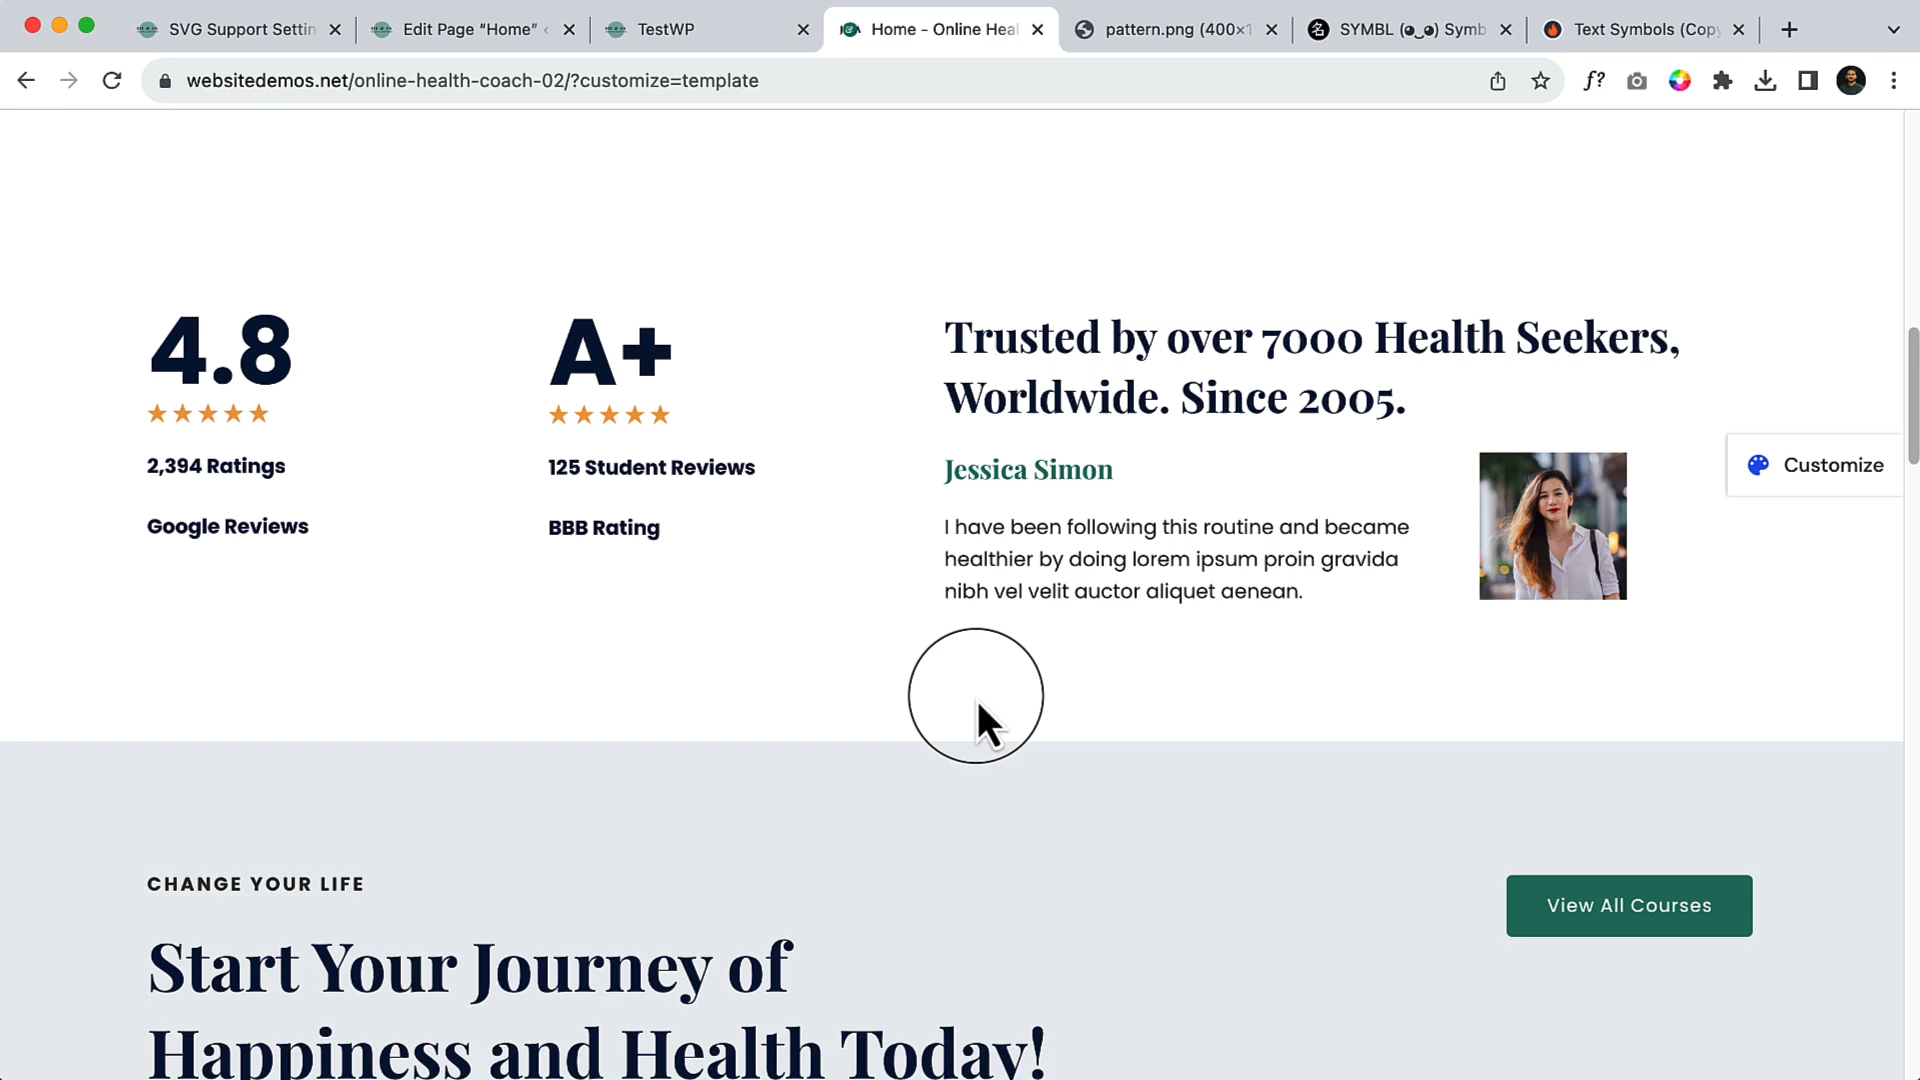 SVG Support Settin
Edit Page “Home” ‹
TestWP
Home - Online Heal
pattern.png (400×1
SYMBL (◕‿◕) Symb
Text Symbols (Copy
websitedemos.net/online-health-coach-02/?customize=template
f?
4.8
★★★★★
2,394 Ratings
Google Reviews
A+
★★★★★
125 Student Reviews
BBB Rating
Trusted by over 7000 Health Seekers,
Worldwide. Since 2005.
Jessica Simon
I have been following this routine and became
healthier by doing lorem ipsum proin gravida
nibh vel velit auctor aliquet aenean.
Customize
CHANGE YOUR LIFE
View All Courses
Start Your Journey of
Happiness and Health Today!